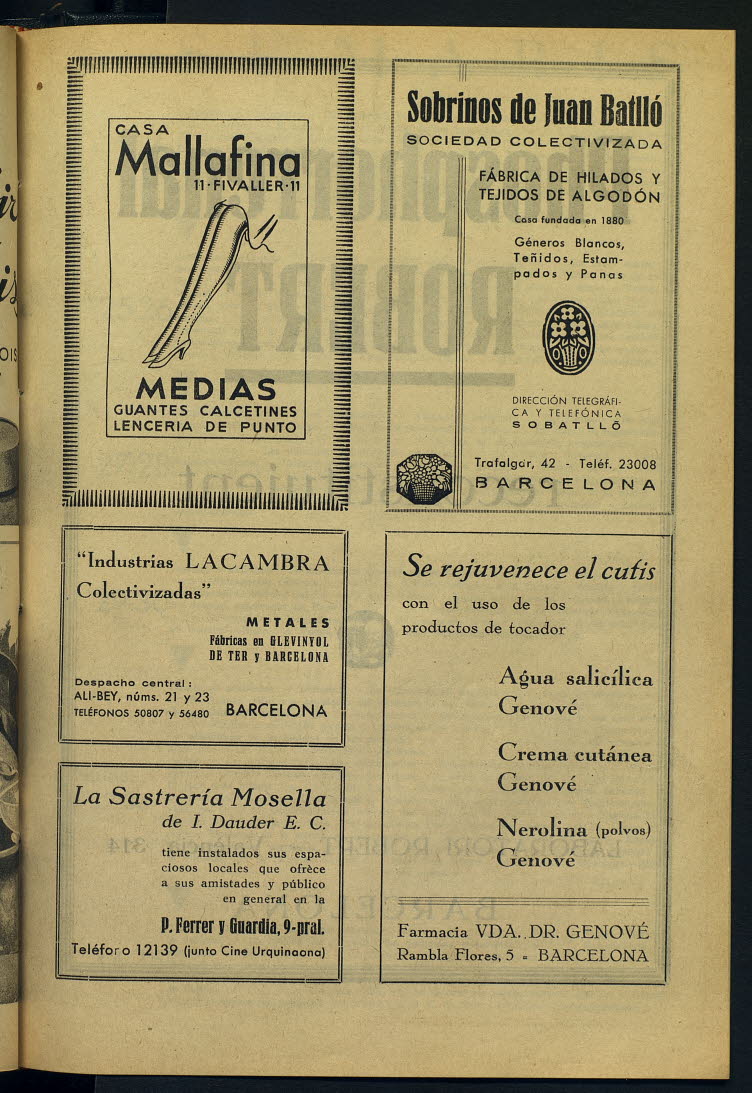 CASA
Mallafina
11·FIVALLER·11
MEDIAS
GUANTES CALCETINES
LENCERIA DE PUNTO
Sobrinos de Juan Batlló
SOCIEDAD COLECTIVIZADA
FÁBRICA DE HILADOS Y
TEJIDOS DE ALGODÓN
Casa fundada en 1880
Géneros Blancos,
Teñidos, Estam-
pados y Panas
DIRECCIÓN TELEGRÁFI-
CA Y TELEFÓNICA
SOBATLLÓ
Trafalgar, 42 - Teléf. 23008
BARCELONA
"Industrias LACAMBRA
Colectivizadas"
METALES
Fábricas en GLEVINYOL
DE TER y BARCELONA
Despacho central:
ALI-BEY, núms. 21 y 23
TELÉFONOS 50807 y 56480 BARCELONA
La Sastrería Mosella
de I. Dauder E. C.
tiene instalados sus espa-
ciosos locales que ofrèce
a sus amistades y público
en general en la
P. Ferrer y Guardia, 9-pral.
Teléforo 12139 (junto Cine Urquinaona)
Se rejuvenece el cutis
con el uso de los
productos de tocador
Agua salicílica
Genové
Crema cutánea
Genové
Nerolina (polvos)
Genové
Farmacia VDA. DR. GENOVÉ
Rambla Flores, 5 - BARCELONA